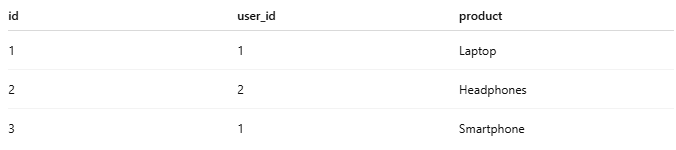 id user_id product
1 1 Laptop
2 2 Headphones
3 1 Smartphone